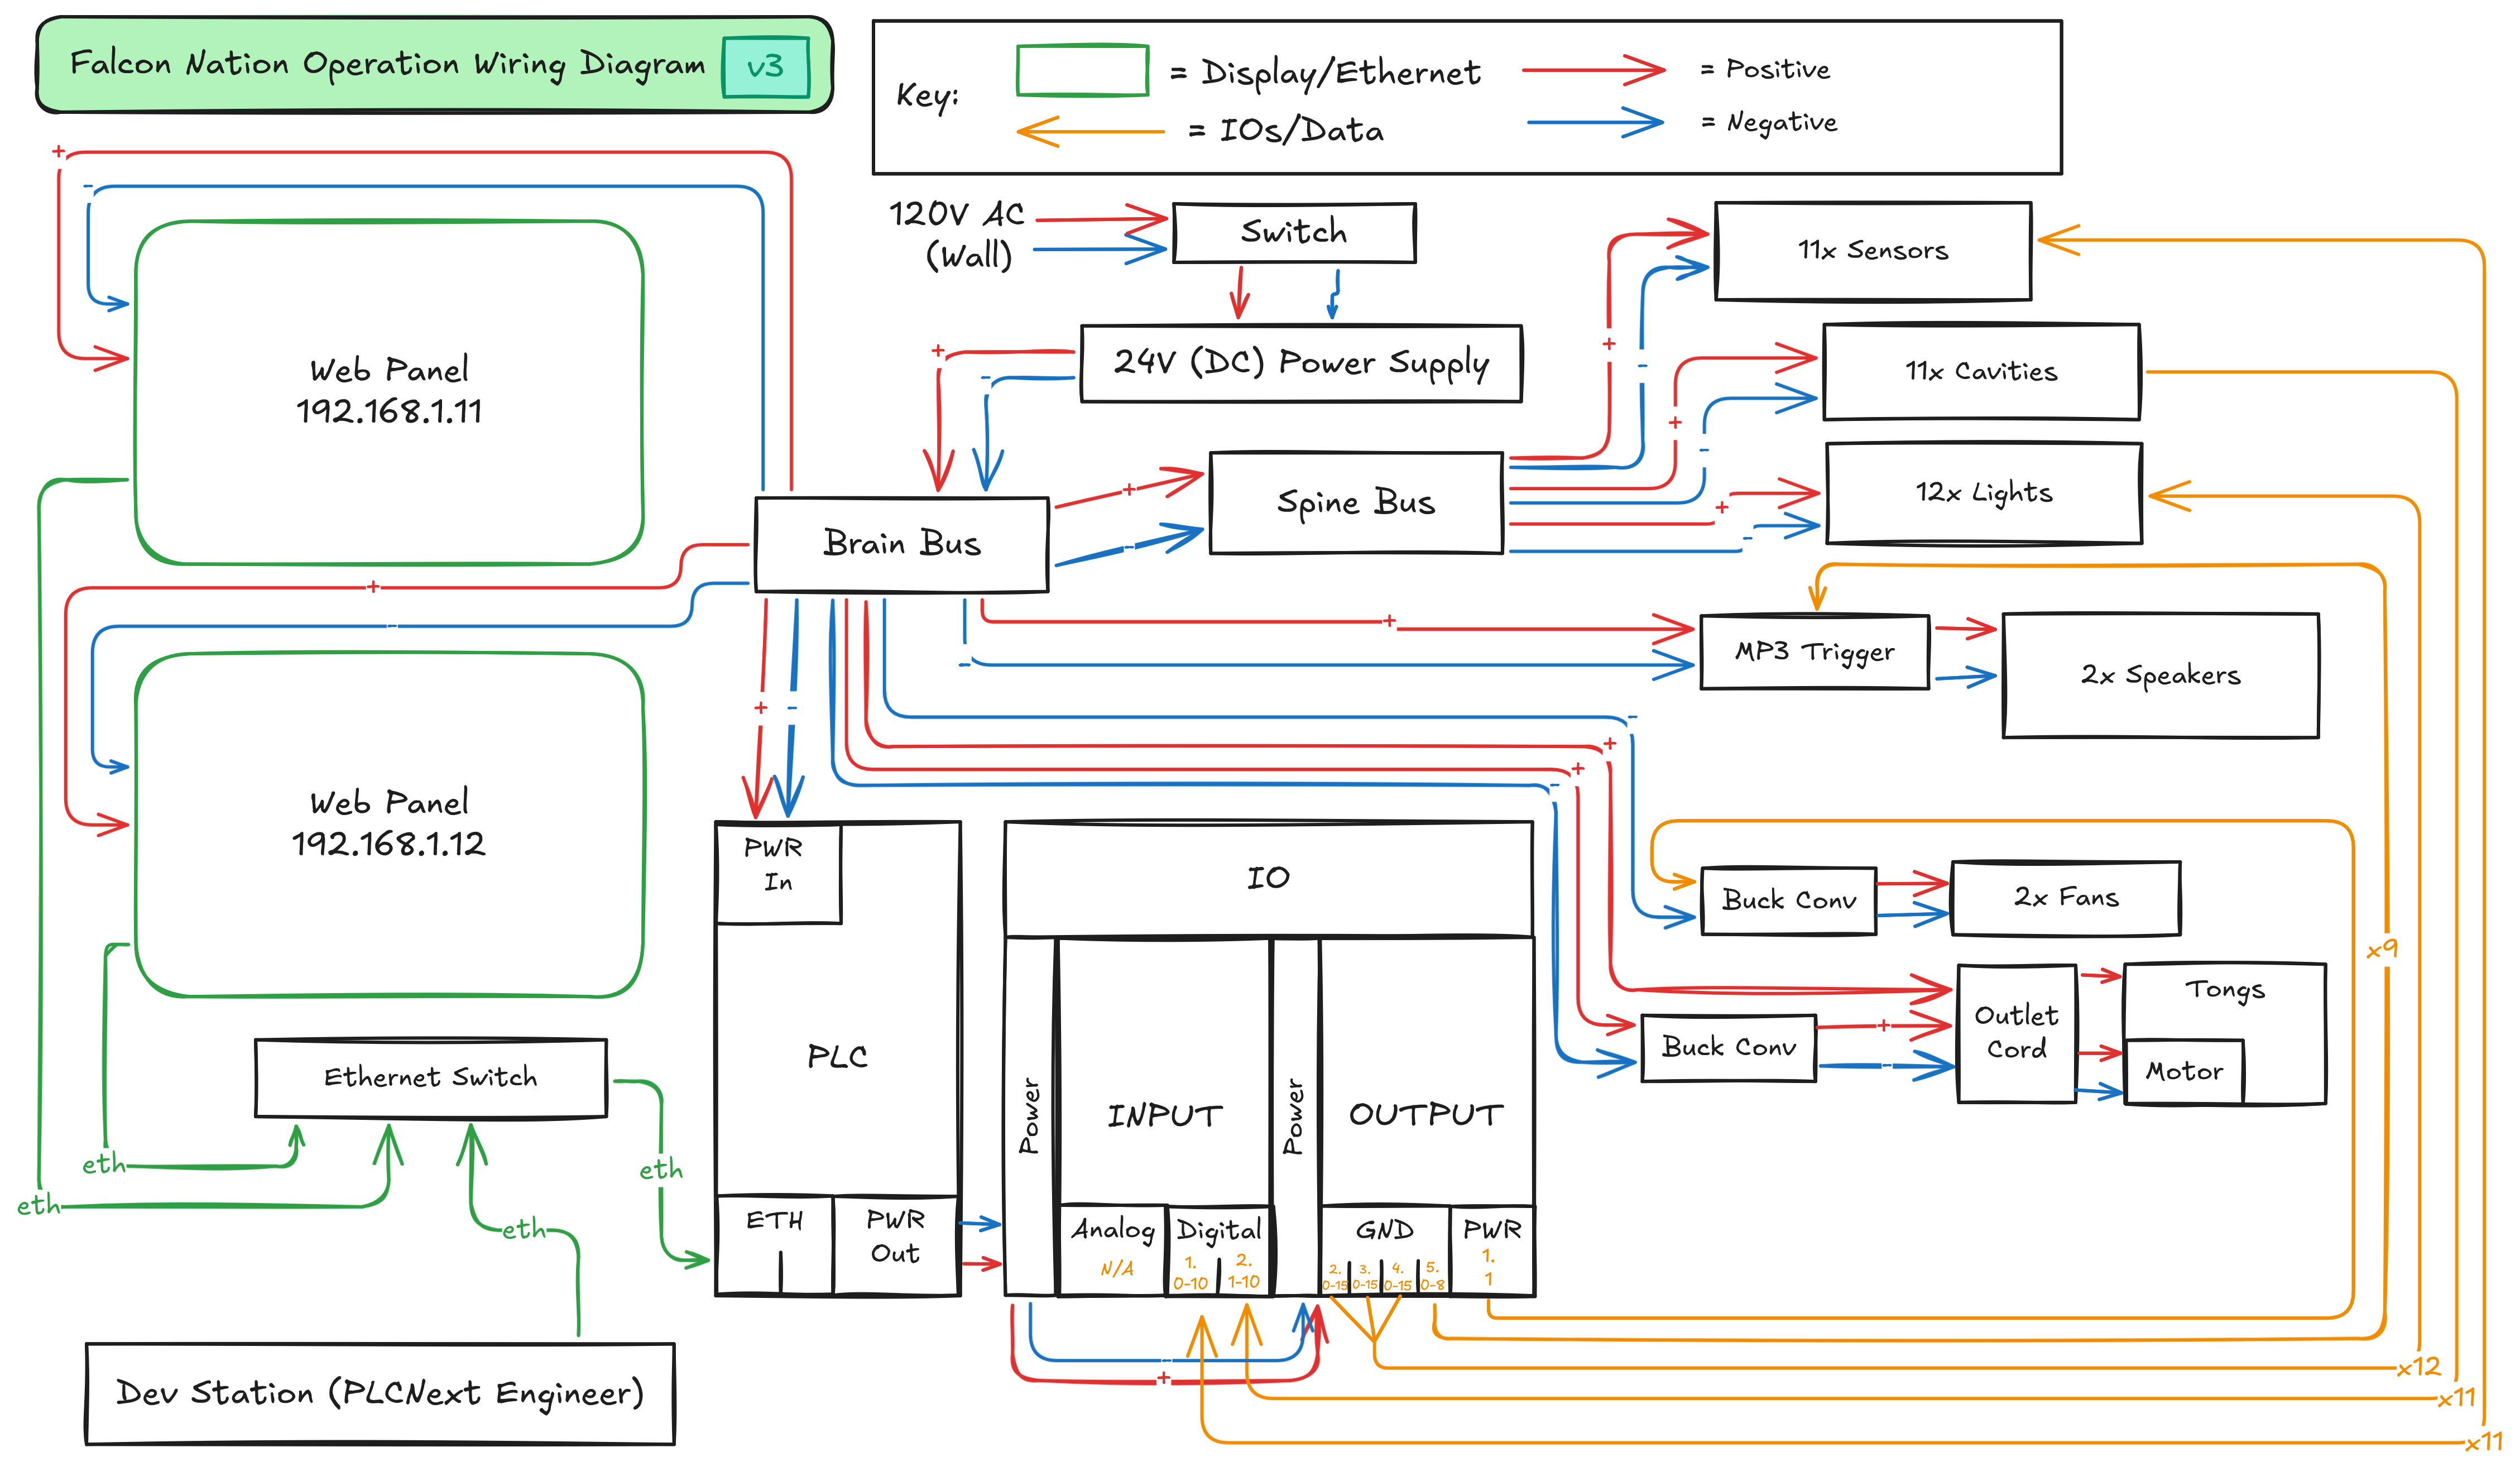 Falcon Nation Operation Wiring Diagram v3
Key:
= Display/Ethernet
= IOs/Data
= Positive
= Negative
120V AC
(Wall)
Switch
24V (DC) Power Supply
+
-
+
-
Web Panel
192.168.1.11
Brain Bus
+
-
Spine Bus
+
-
+
-
+
-
11x Sensors
11x Cavities
12x Lights
+
-
+
-
MP3 Trigger
2x Speakers
Web Panel
192.168.1.12
+
-
-
+
+
-
Buck Conv
2x Fans
Buck Conv
+
-
Outlet
Cord
Tongs
Motor
x9
PWR
In
PLC
ETH
PWR
Out
IO
Power
INPUT
Analog
N/A
Digital
1.
0-10
2.
1-10
Power
OUTPUT
GND
2.
0-15
3.
0-15
4.
0-15
5.
0-8
PWR
1.
1
-
+
x12
x11
x11
Ethernet Switch
eth
eth
eth
eth
Dev Station (PLCNext Engineer)